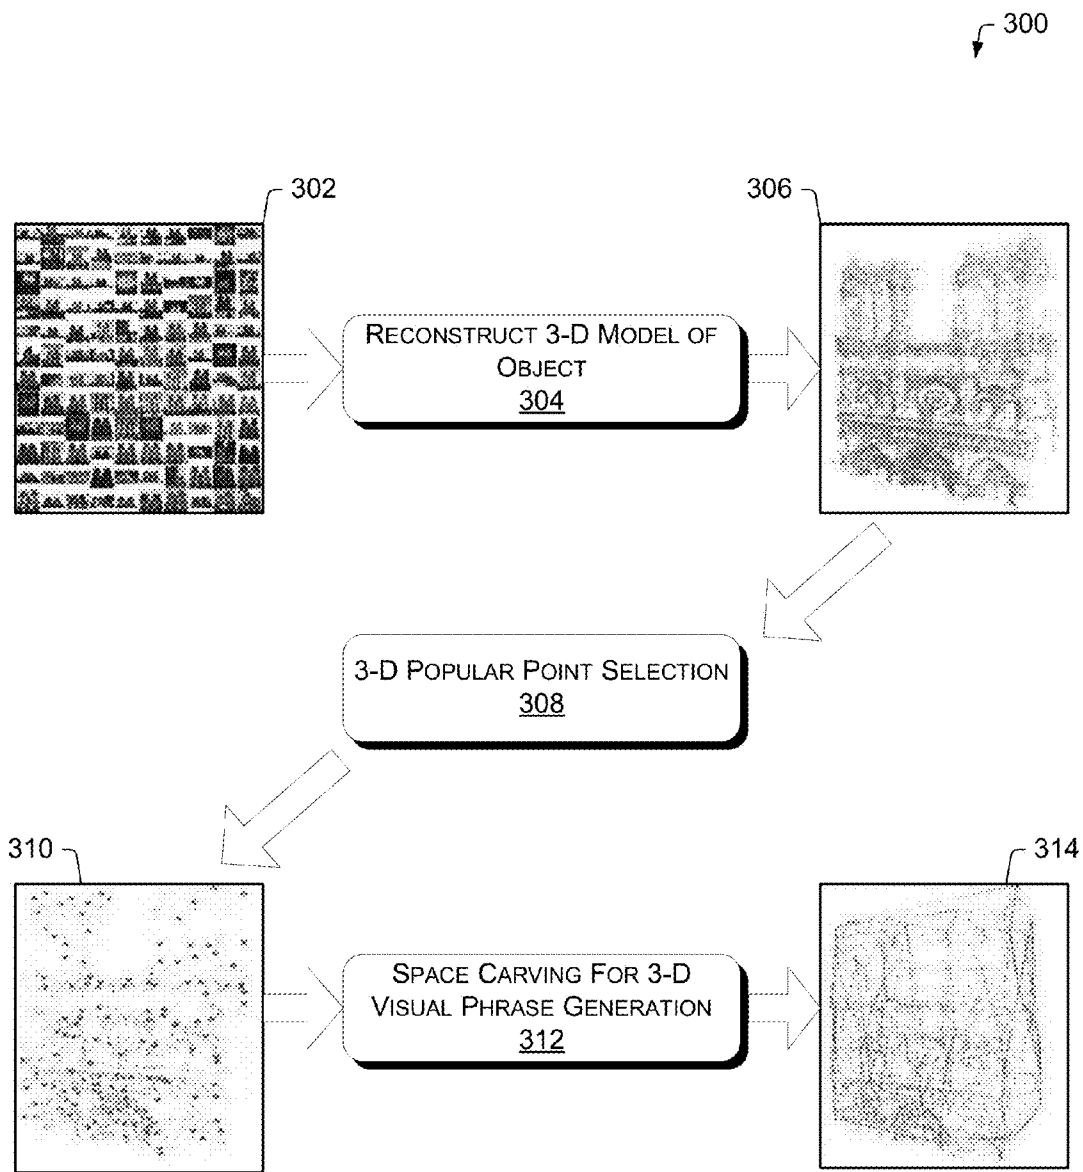 300
302
306
RECONSTRUCT 3-D MODEL OF
OBJECT
304
3-D POPULAR POINT SELECTION
308
310
314
SPACE CARVING FOR 3-D
VISUAL PHRASE GENERATION
312